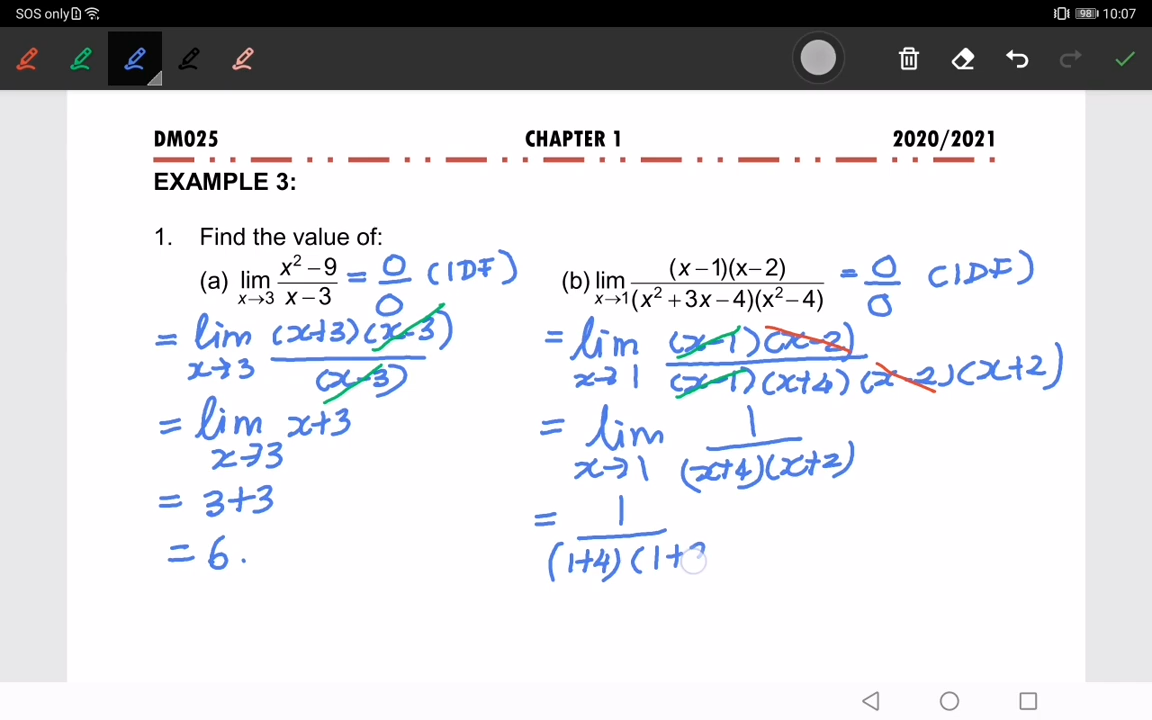 SOS only 98 10:07
DM025 CHAPTER 1 2020/2021
EXAMPLE 3:
1. Find the value of:
(a) lim x→3 (x² − 9)/(x − 3) = 0/0 (IDF)
= lim x→3 (x+3)(x−3)/(x−3)
= lim x→3 x+3
= 3+3
= 6.
(b) lim x→1 (x − 1)(x − 2)/(x² + 3x − 4)(x² − 4) = 0/0 (IDF)
= lim x→1 (x−1)(x−2)/(x−1)(x+4)(x−2)(x+2)
= lim x→1 1/(x+4)(x+2)
= 1/(1+4)(1+